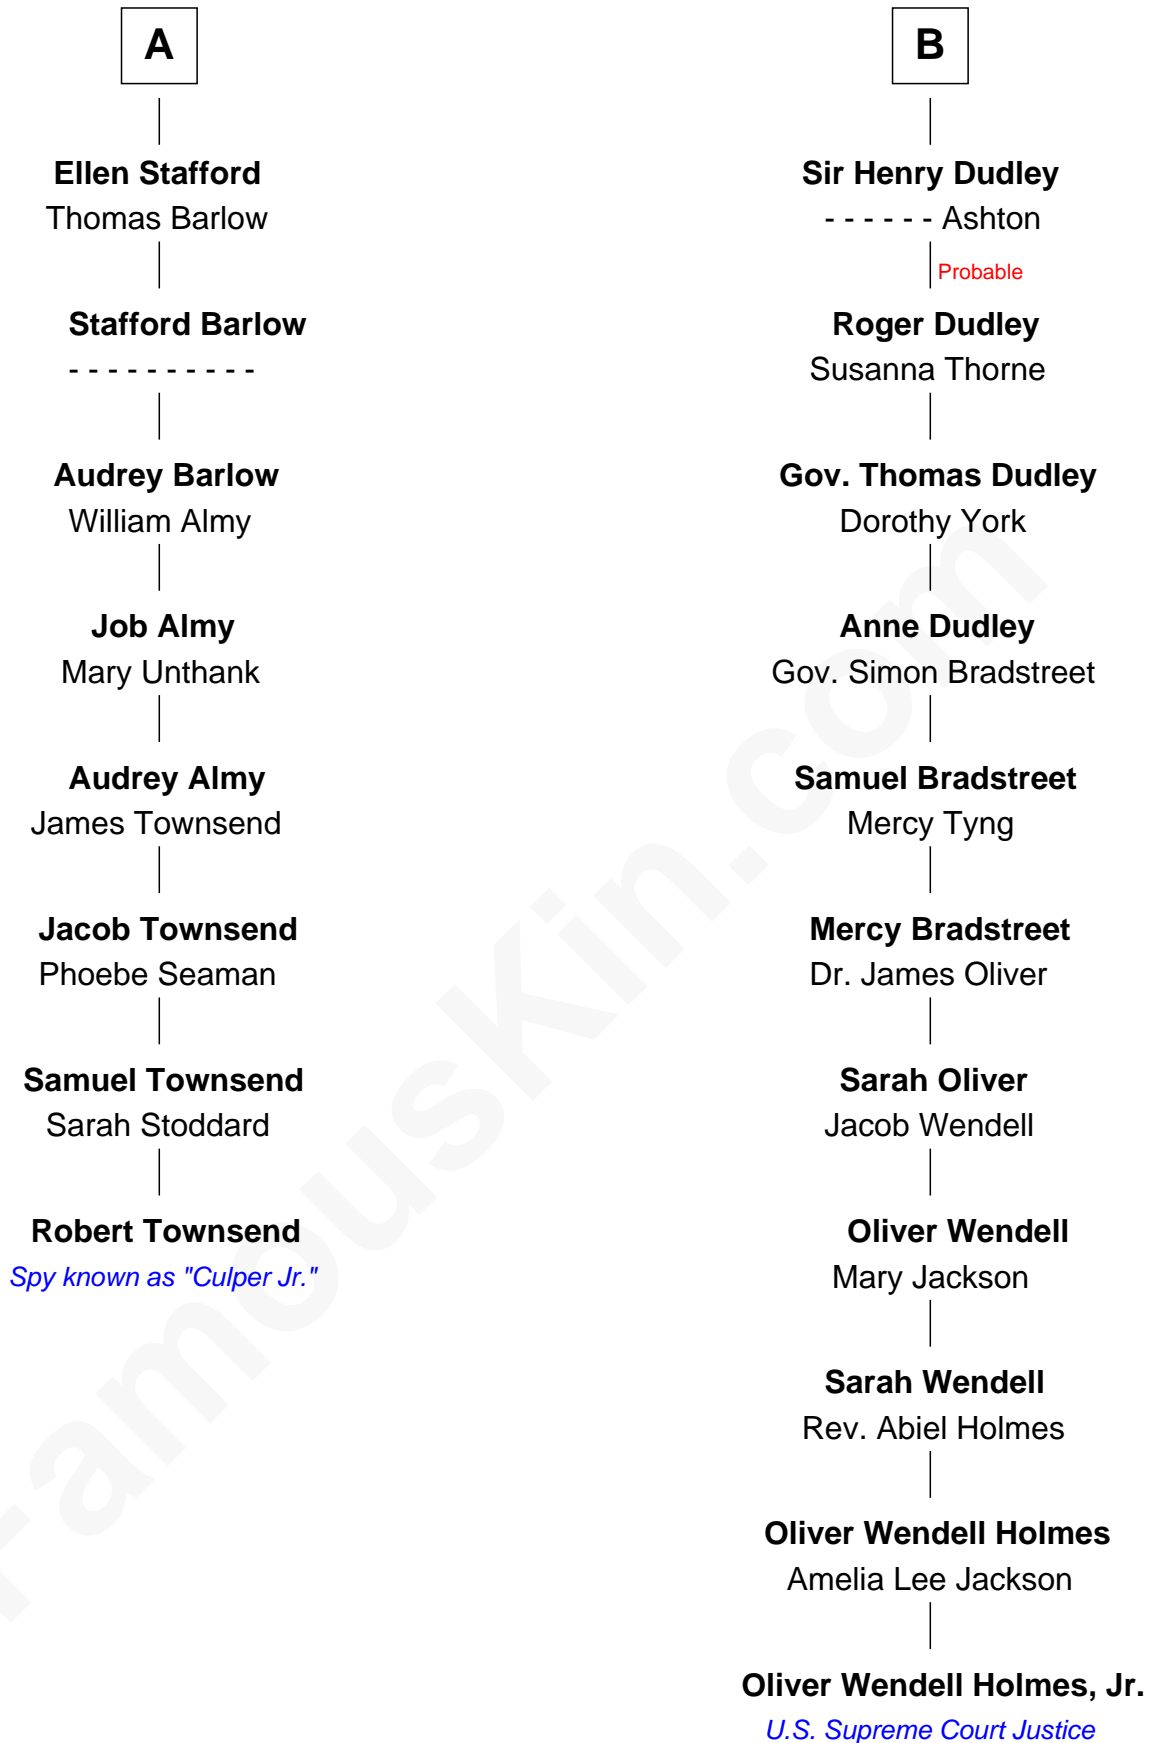 A
Ellen Stafford
Thomas Barlow
Stafford Barlow
- - - - - - - - - -
Audrey Barlow
William Almy
Job Almy
Mary Unthank
Audrey Almy
James Townsend
Jacob Townsend
Phoebe Seaman
Samuel Townsend
Sarah Stoddard
Robert Townsend
Spy known as "Culper Jr."
B
Sir Henry Dudley
- - - - - - Ashton
Probable
Roger Dudley
Susanna Thorne
Gov. Thomas Dudley
Dorothy York
Anne Dudley
Gov. Simon Bradstreet
Samuel Bradstreet
Mercy Tyng
Mercy Bradstreet
Dr. James Oliver
Sarah Oliver
Jacob Wendell
Oliver Wendell
Mary Jackson
Sarah Wendell
Rev. Abiel Holmes
Oliver Wendell Holmes
Amelia Lee Jackson
Oliver Wendell Holmes, Jr.
U.S. Supreme Court Justice
FamousKin.com